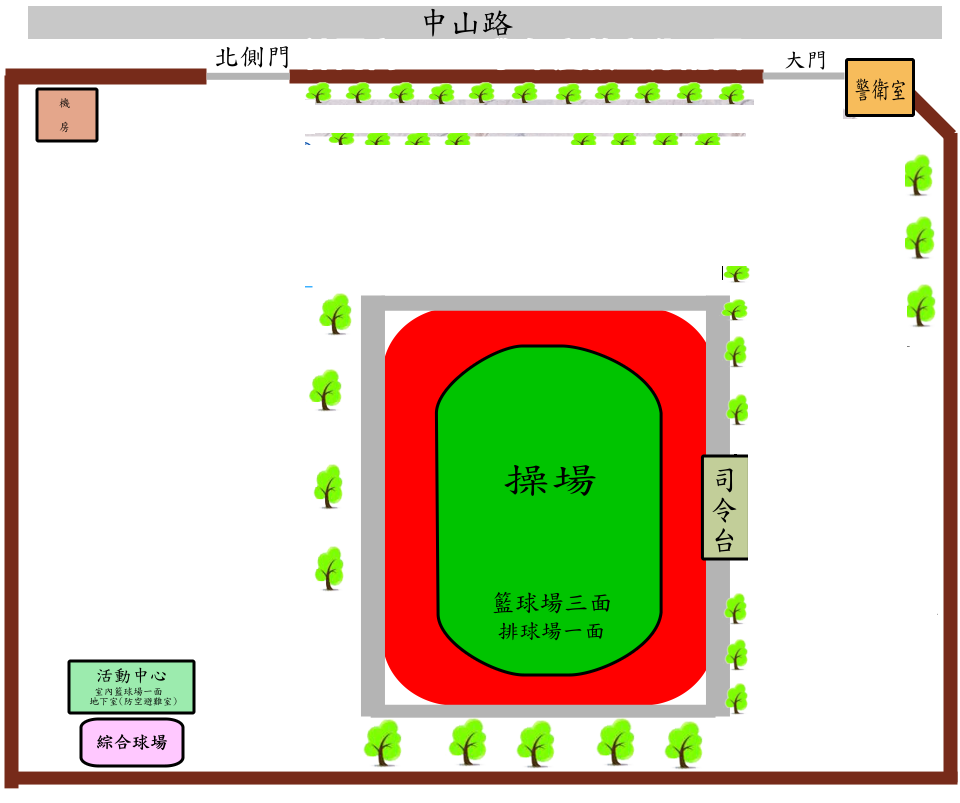 中山路
北側門
大門
警衛室
機
房
操場
司
令
台
籃球場三面
排球場一面
活動中心
室內籃球場一面
地下室(防空避難室)
綜合球場